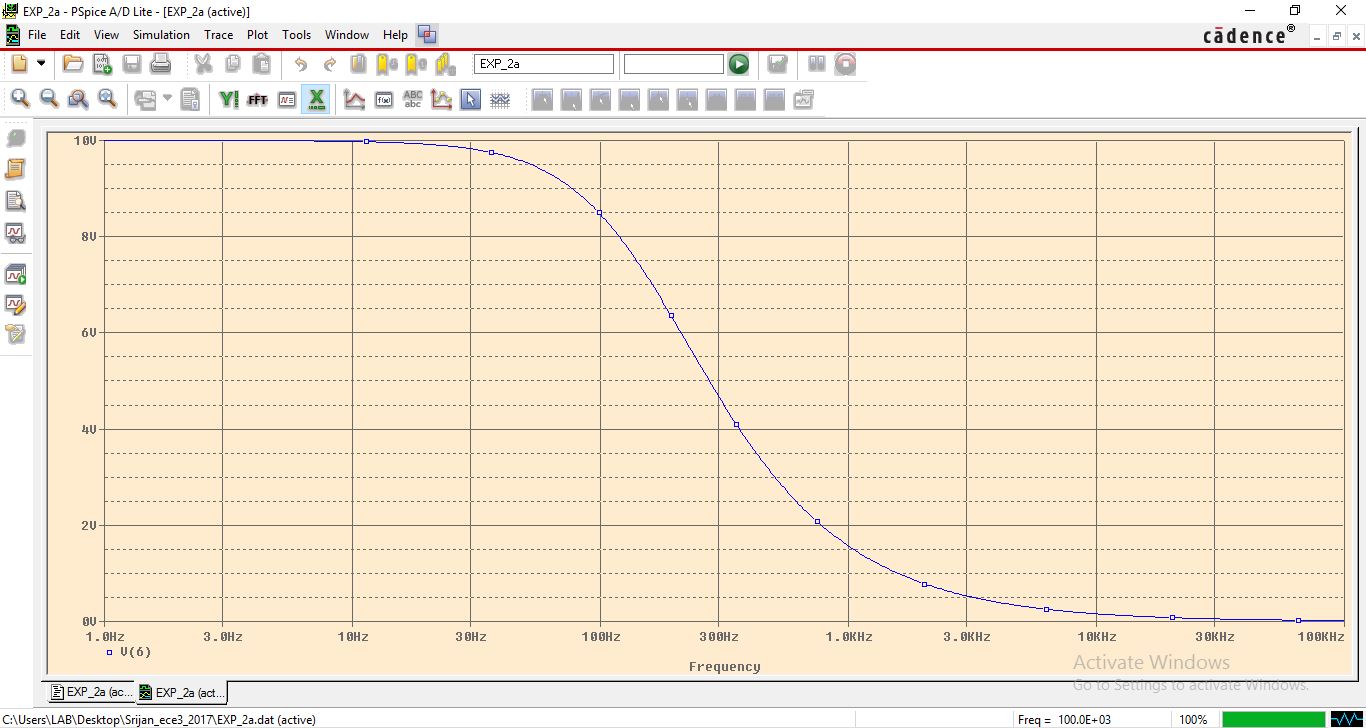 EXP_2a - PSpice A/D Lite - [EXP_2a (active)]
File Edit View Simulation Trace Plot Tools Window Help
cādence®
EXP_2a
FFT
ABC
abc
10V
8V
6V
4V
2V
0V
1.0Hz 3.0Hz 10Hz 30Hz 100Hz 300Hz 1.0KHz 3.0KHz 10KHz 30KHz 100KHz
V(6)
Frequency
Activate Windows
Go to Settings to activate Windows.
EXP_2a (ac... EXP_2a (act...
C:\Users\LAB\Desktop\Srijan_ece3_2017\EXP_2a.dat (active) Freq = 100.0E+03 100%